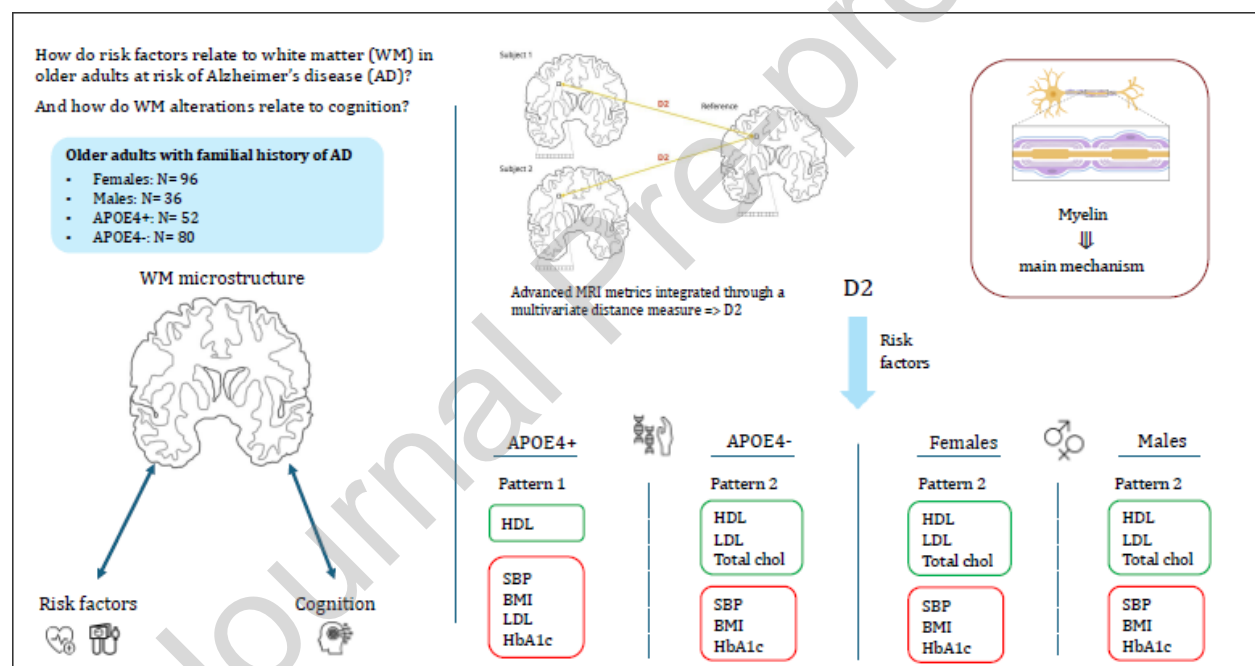 How do risk factors relate to white matter (WM) in
older adults at risk of Alzheimer's disease (AD)?
And how do WM alterations relate to cognition?
Older adults with familial history of AD
• Females: N= 96
• Males: N= 36
• APOE4+: N= 52
• APOE4-: N= 80
WM microstructure
Risk factors
Cognition
Subject 1
D2
Reference
D2
Subject 2
Advanced MRI metrics integrated through a
multivariate distance measure => D2
Myelin
⇓
main mechanism
D2
Risk
factors
APOE4+
Pattern 1
HDL
SBP
BMI
LDL
HbA1c
APOE4-
Pattern 2
HDL
LDL
Total chol
SBP
BMI
HbA1c
Females
Pattern 2
HDL
LDL
Total chol
SBP
BMI
HbA1c
Males
Pattern 2
HDL
LDL
Total chol
SBP
BMI
HbA1c
Journal Pre-pro